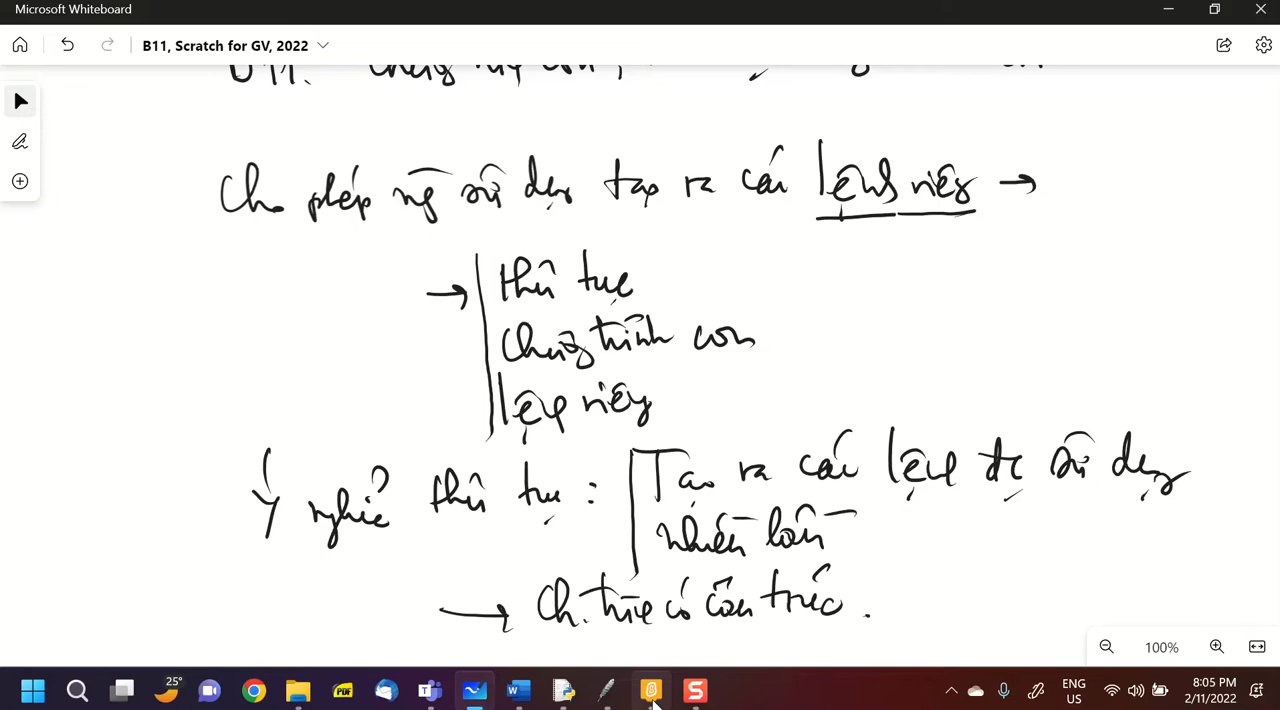 Microsoft Whiteboard
B11, Scratch for GV, 2022
Cho phép ng sử dụng tạo ra các lệnh riêng →
→ thủ tục
chương trình con
lệnh riêng
Ý nghĩa thủ tục : Tạo ra các lệnh đc sử dụng
nhiều lần
→ Ch. trình có cấu trúc.
100%
25°
PDF
ENG
US
8:05 PM
2/11/2022